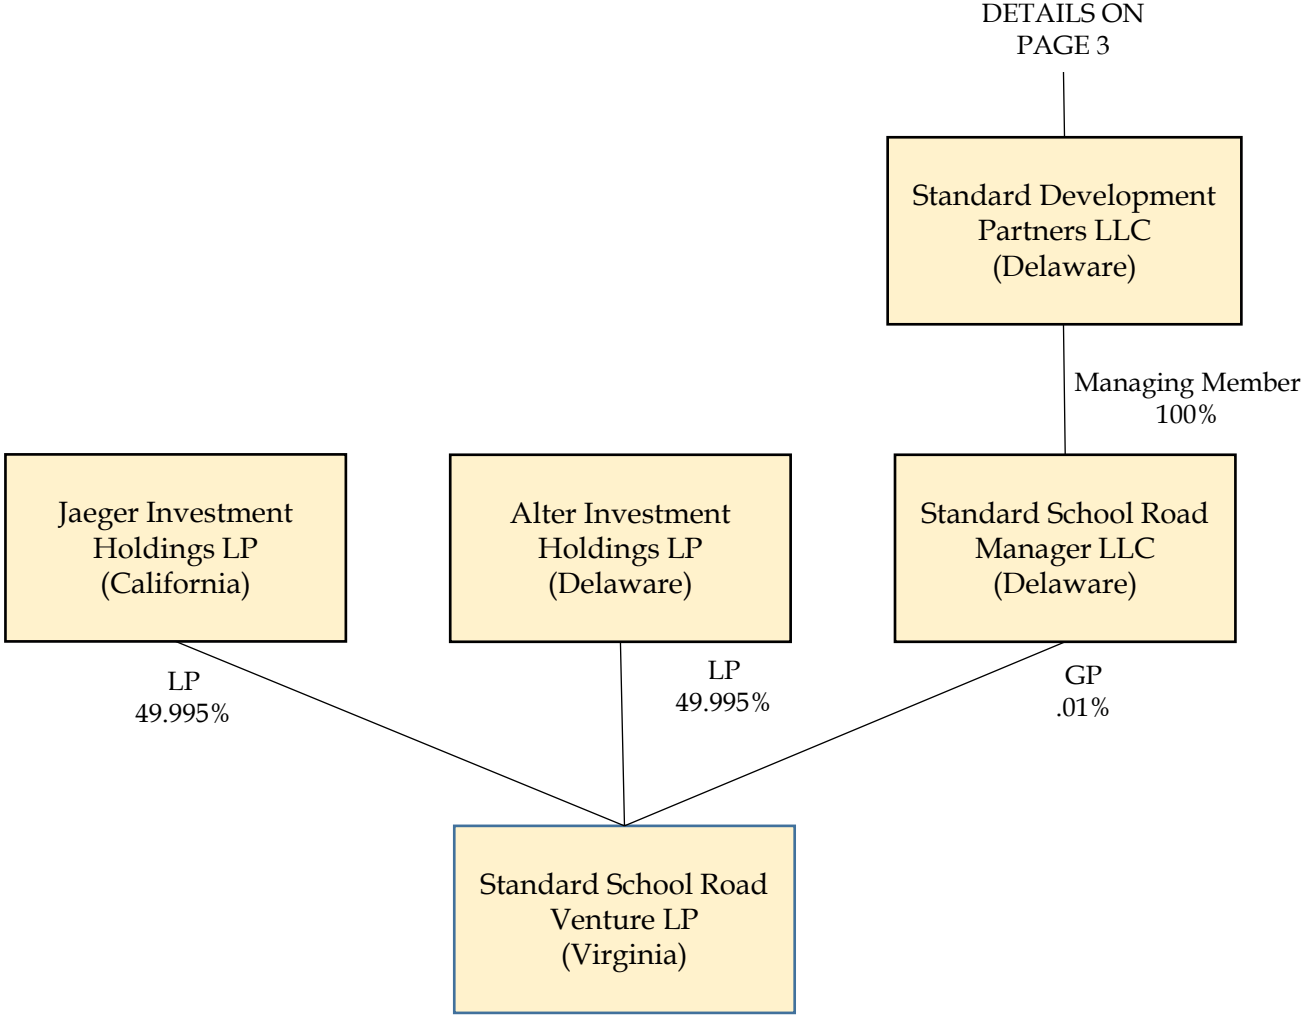 DETAILS ON
PAGE 3
Standard Development
Partners LLC
(Delaware)
Managing Member
100%
Jaeger Investment
Holdings LP
(California)
Alter Investment
Holdings LP
(Delaware)
Standard School Road
Manager LLC
(Delaware)
LP
49.995%
LP
49.995%
GP
.01%
Standard School Road
Venture LP
(Virginia)